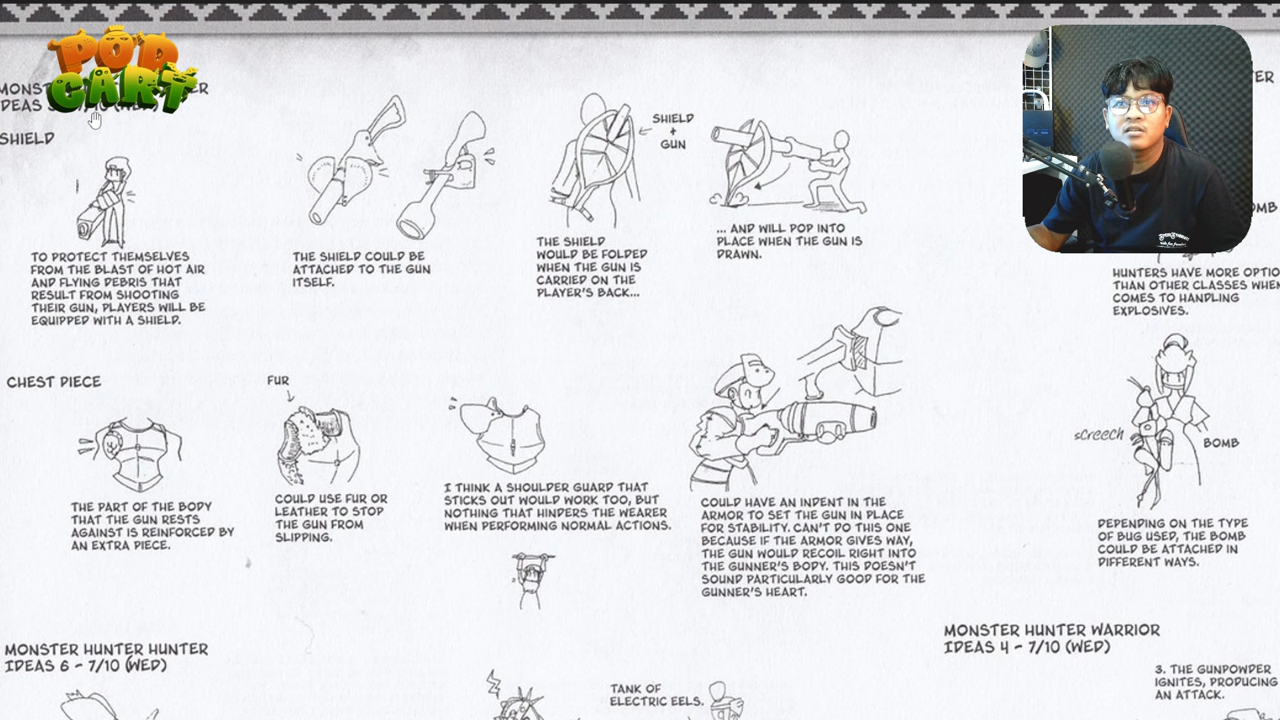 POD
CART
MONST
ER
IDEAS
SHIELD
TO PROTECT THEMSELVES
FROM THE BLAST OF HOT AIR
AND FLYING DEBRIS THAT
RESULT FROM SHOOTING
THEIR GUN, PLAYERS WILL BE
EQUIPPED WITH A SHIELD.
THE SHIELD COULD BE
ATTACHED TO THE GUN
ITSELF.
THE SHIELD
WOULD BE FOLDED
WHEN THE GUN IS
CARRIED ON THE
PLAYER'S BACK...
SHIELD
+
GUN
... AND WILL POP INTO
PLACE WHEN THE GUN IS
DRAWN.
TER
OMB
HUNTERS HAVE MORE OPTIO
THAN OTHER CLASSES WHEN
COMES TO HANDLING
EXPLOSIVES.
CHEST PIECE
THE PART OF THE BODY
THAT THE GUN RESTS
AGAINST IS REINFORCED BY
AN EXTRA PIECE.
FUR
COULD USE FUR OR
LEATHER TO STOP
THE GUN FROM
SLIPPING.
I THINK A SHOULDER GUARD THAT
STICKS OUT WOULD WORK TOO, BUT
NOTHING THAT HINDERS THE WEARER
WHEN PERFORMING NORMAL ACTIONS.
COULD HAVE AN INDENT IN THE
ARMOR TO SET THE GUN IN PLACE
FOR STABILITY. CAN'T DO THIS ONE
BECAUSE IF THE ARMOR GIVES WAY,
THE GUN WOULD RECOIL RIGHT INTO
THE GUNNER'S BODY. THIS DOESN'T
SOUND PARTICULARLY GOOD FOR THE
GUNNER'S HEART.
SCREECH
BOMB
DEPENDING ON THE TYPE
OF BUG USED, THE BOMB
COULD BE ATTACHED IN
DIFFERENT WAYS.
MONSTER HUNTER HUNTER
IDEAS 6 - 7/10 (WED)
TANK OF
ELECTRIC EELS.
MONSTER HUNTER WARRIOR
IDEAS 4 - 7/10 (WED)
3. THE GUNPOWDER
IGNITES, PRODUCING
AN ATTACK.